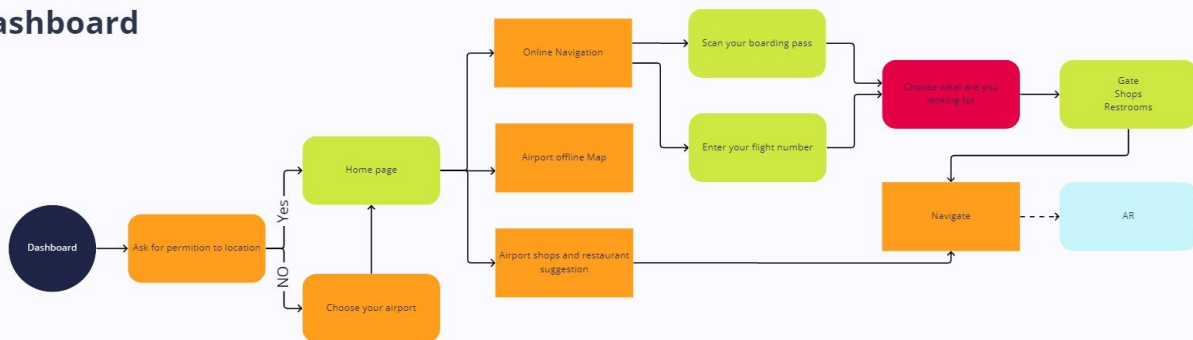 ashboard
Dashboard
Ask for permition to location
Yes
NO
Home page
Choose your airport
Online Navigation
Airport offline Map
Airport shops and restaurant
suggestion
Scan your boarding pass
Enter your flight number
Choose what are you
looking for
Gate
Shops
Restrooms
Navigate
AR